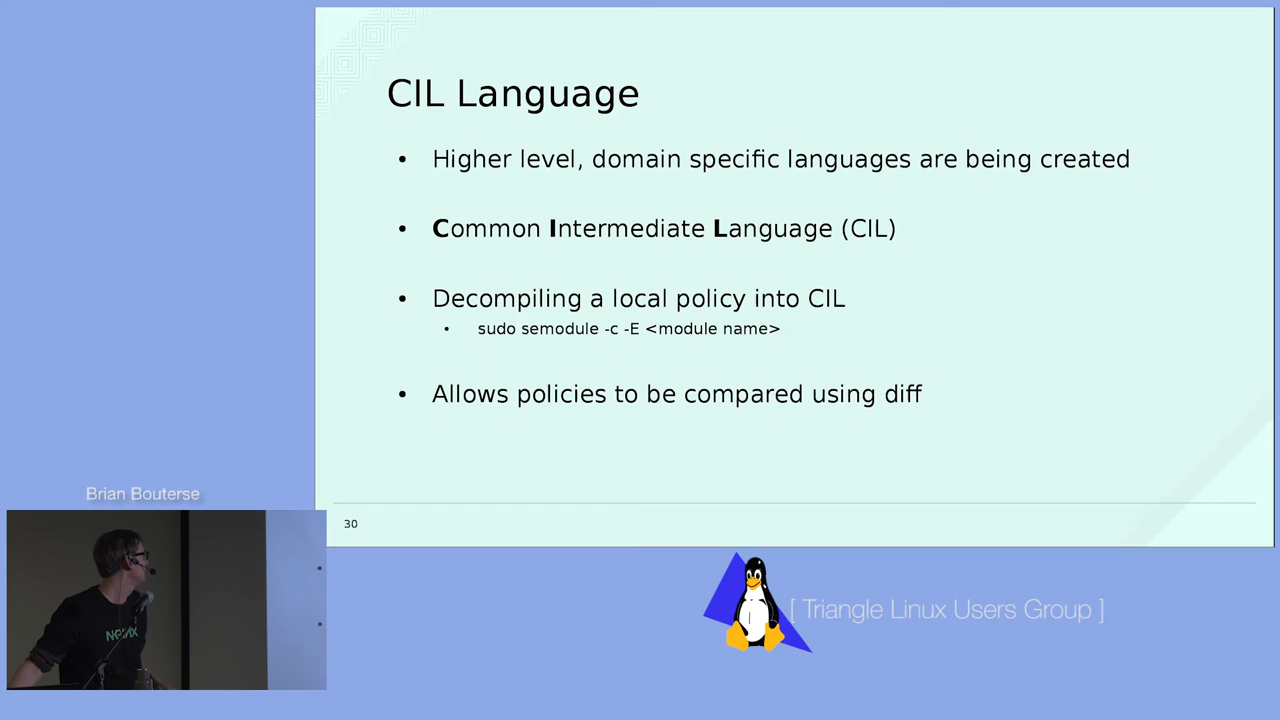 CIL Language
• Higher level, domain specific languages are being created
• Common Intermediate Language (CIL)
• Decompiling a local policy into CIL
• sudo semodule -c -E <module name>
• Allows policies to be compared using diff
Brian Bouterse
30
[ Triangle Linux Users Group ]